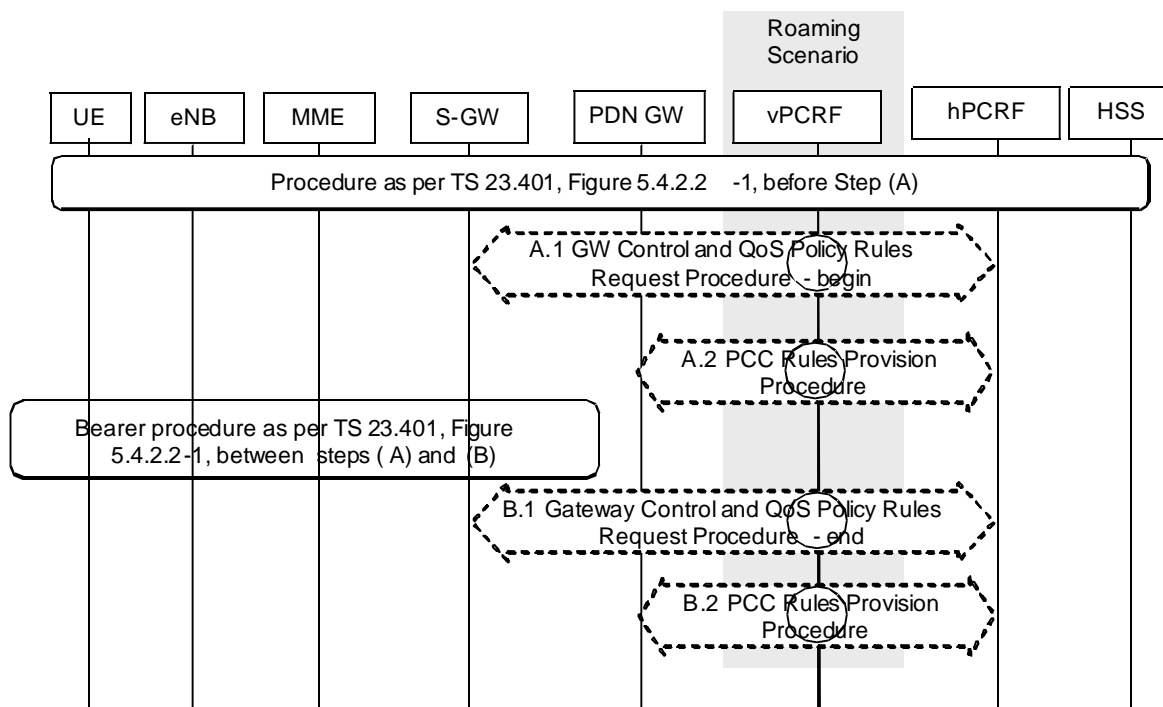 Roaming
Scenario
UE
eNB
MME
S-GW
PDN GW
vPCRF
hPCRF
HSS
Procedure as per TS 23.401, Figure 5.4.2.2 -1, before Step (A)
A.1 GW Control and QoS Policy Rules
Request Procedure - begin
A.2 PCC Rules Provision
Procedure
Bearer procedure as per TS 23.401, Figure
5.4.2.2-1, between steps ( A) and (B)
B.1 Gateway Control and QoS Policy Rules
Request Procedure - end
B.2 PCC Rules Provision
Procedure